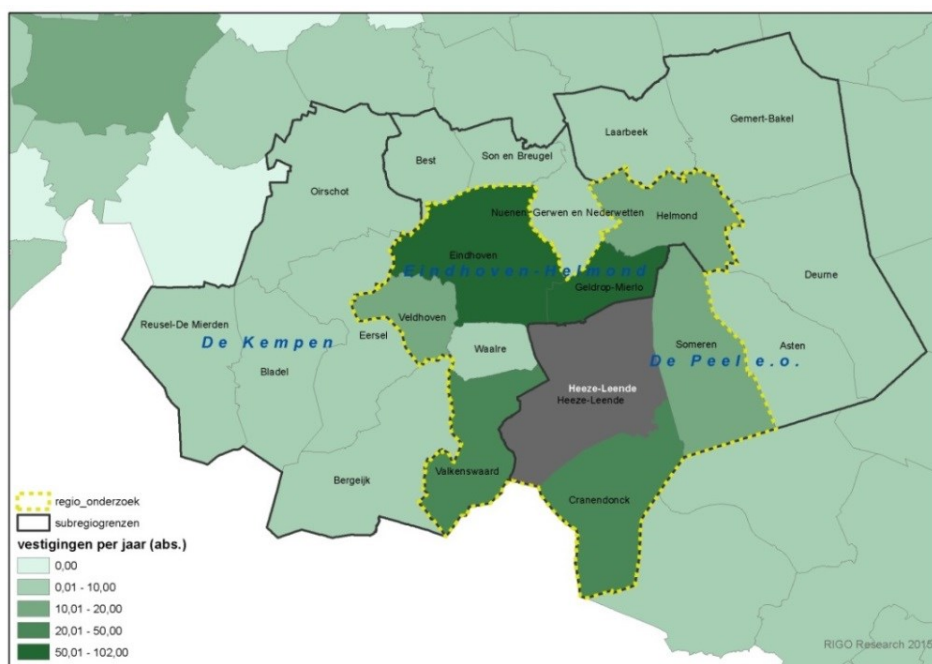 Gemert-Bakel
Laarbeek
Son en Breugel
Best
Oirschot
Nuenen Gerwen en Nederwetten
Helmond
Eindhoven
Eindhoven-Helmond
Deurne
Geldrop-Mierlo
Reusel-De Mierden
Veldhoven
Eersel
De Kempen
Waalre
Someren
Asten
De Peel e.o.
Bladel
Heeze-Leende
Heeze-Leende
Valkenswaard
Bergeijk
Cranendonck
regio_onderzoek
subregiogrenzen
vestigingen per jaar (abs.)
0,00
0,01 - 10,00
10,01 - 20,00
20,01 - 50,00
50,01 - 102,00
RIGO Research 2015